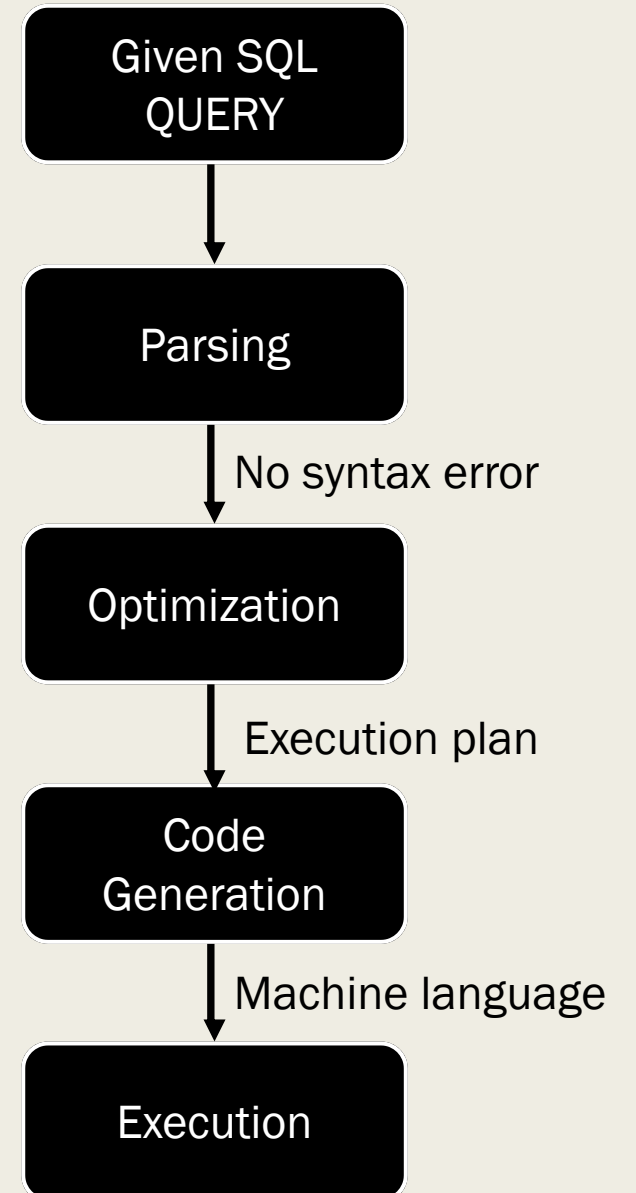 Given SQL
QUERY
Parsing
No syntax error
Optimization
Execution plan
Code
Generation
Machine language
Execution